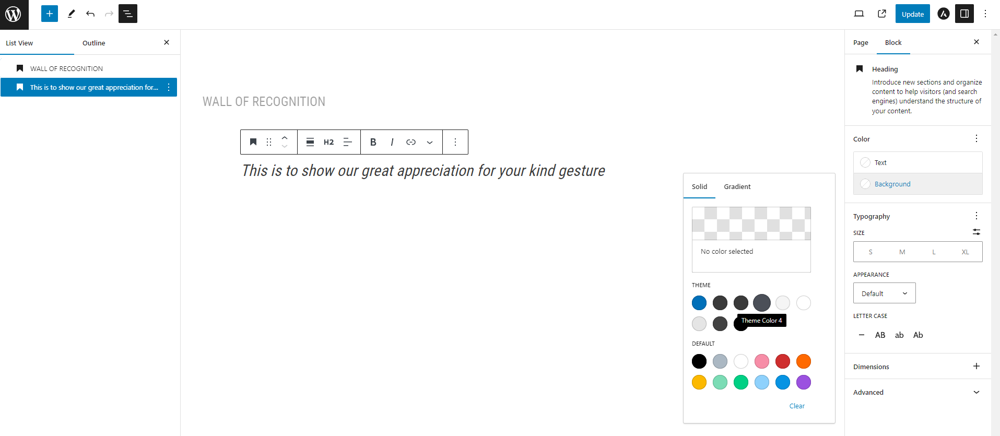 Update
List View
Outline
WALL OF RECOGNITION
This is to show our great appreciation for...
WALL OF RECOGNITION
H2
B
I
This is to show our great appreciation for your kind gesture
Solid
Gradient
No color selected
THEME
Theme Color 4
DEFAULT
Clear
Page
Block
Heading
Introduce new sections and organize
content to help visitors (and search
engines) understand the structure of
your content.
Color
Text
Background
Typography
SIZE
S M L XL
APPEARANCE
Default
LETTER CASE
— AB ab Ab
Dimensions
Advanced